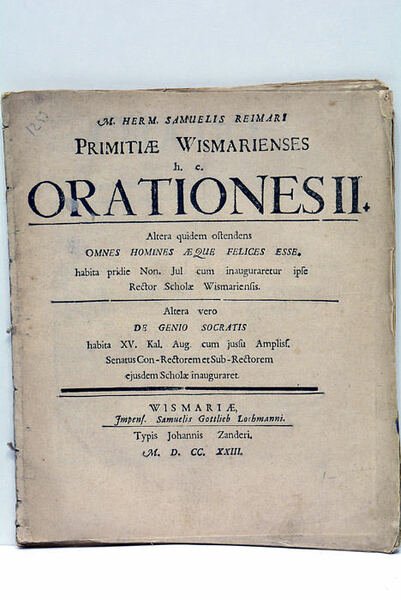 M. HERM. SAMUELIS REIMARI
PRIMITIÆ WISMARIENSES
h. e.
ORATIONES II.
Altera quidem oſtendens
OMNES HOMINES ÆQUE FELICES ESSE.
habita pridie Non. Jul cum inauguraretur ipſe
Rector Scholæ Wismarienſis.
Altera vero
DE GENIO SOCRATIS
habita XV. Kal. Aug. cum juſſu Ampliſſ.
Senatus Con-Rectorem et Sub-Rectorem
ejusdem Scholæ inauguraret.
WISMARIÆ,
Impenſ. Samuelis Gottlieb Lochmanni.
Typis Johannis Zanderi.
M. D. CC. XXIII.